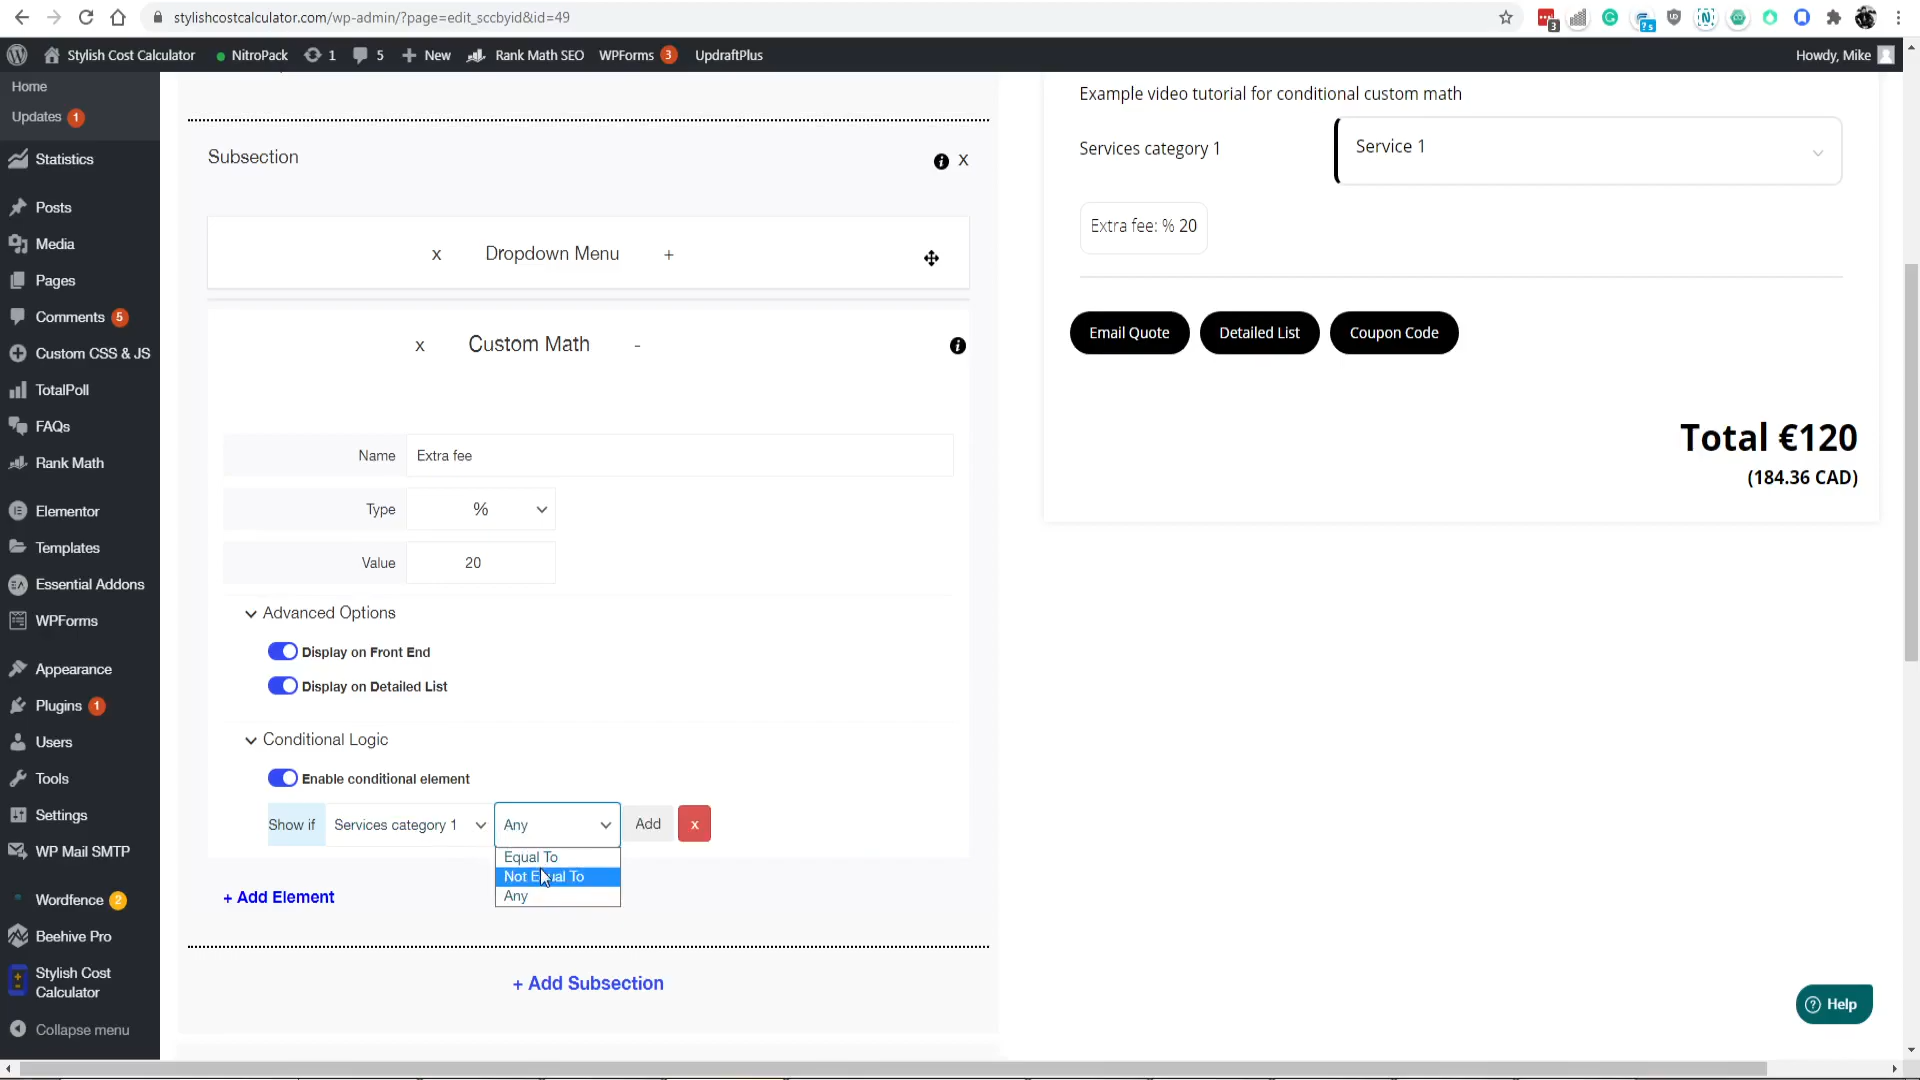 stylishcostcalculator.com/wp-admin/?page=edit_sccbyid&id=49
3
?s
Stylish Cost Calculator
NitroPack
1
5
New
Rank Math SEO
WPForms 3
UpdraftPlus
Howdy, Mike
Home
Updates 1
Statistics
Posts
Media
Pages
Comments 5
Custom CSS & JS
TotalPoll
FAQs
Rank Math
Elementor
Templates
Essential Addons
WPForms
Appearance
Plugins 1
Users
Tools
Settings
WP Mail SMTP
Wordfence 2
Beehive Pro
Stylish Cost
Calculator
Collapse menu
Subsection
X
x Dropdown Menu +
x Custom Math -
Name Extra fee
Type %
Value 20
Advanced Options
Display on Front End
Display on Detailed List
Conditional Logic
Enable conditional element
Show if Services category 1 Any Add x
Equal To
Not Equal To
Any
+ Add Element
+ Add Subsection
Example video tutorial for conditional custom math
Services category 1 Service 1
Extra fee: % 20
Email Quote Detailed List Coupon Code
Total €120
(184.36 CAD)
Help